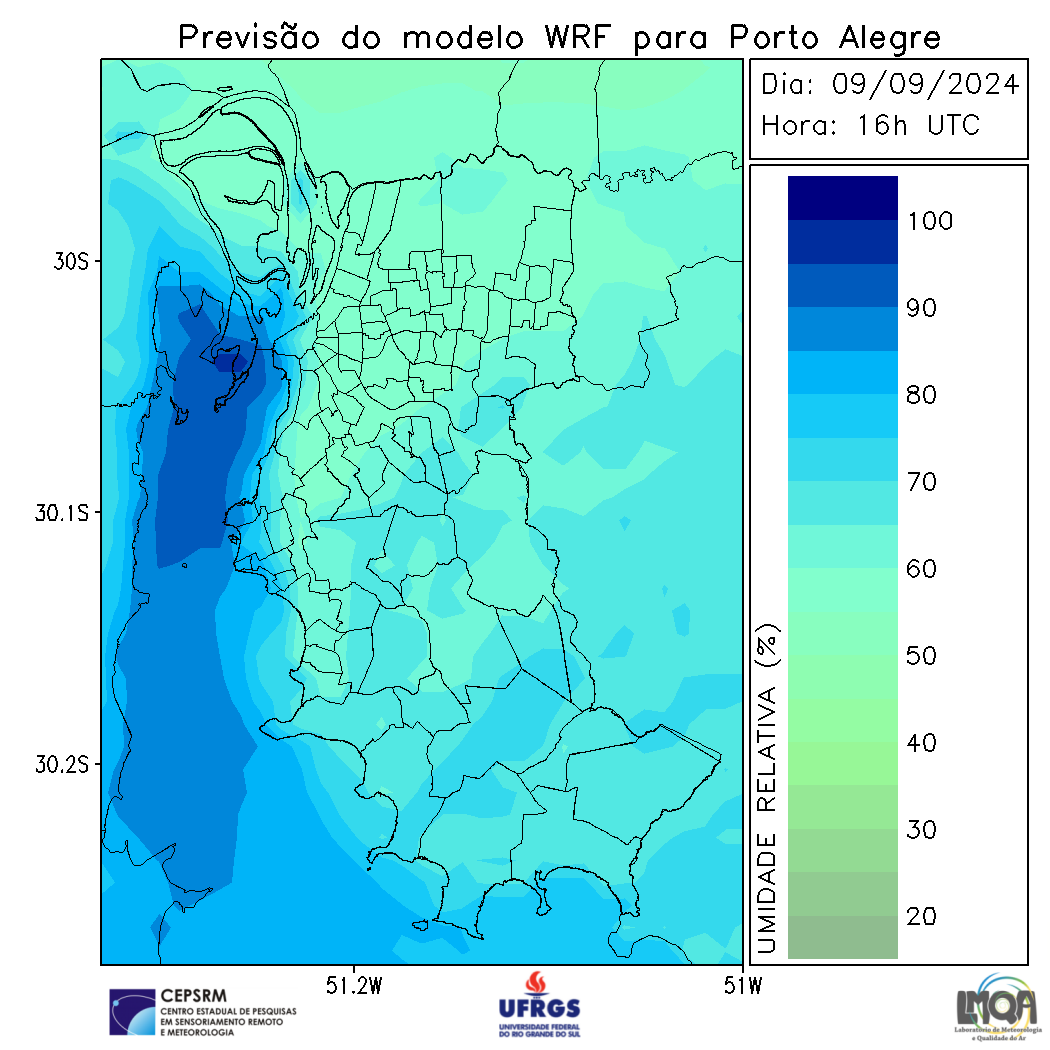 Previsão do modelo WRF para Porto Alegre
Dia: 09/09/2024
Hora: 16h UTC
30S
30.1S
30.2S
51.2W
51W
100
90
80
70
60
50
40
30
20
UMIDADE RELATIVA (%)
CEPSRM
CENTRO ESTADUAL DE PESQUISAS
EM SENSORIAMENTO REMOTO
E METEOROLOGIA
UFRGS
UNIVERSIDADE FEDERAL
DO RIO GRANDE DO SUL
LMQA
Laboratório de Meteorologia
e Qualidade do Ar